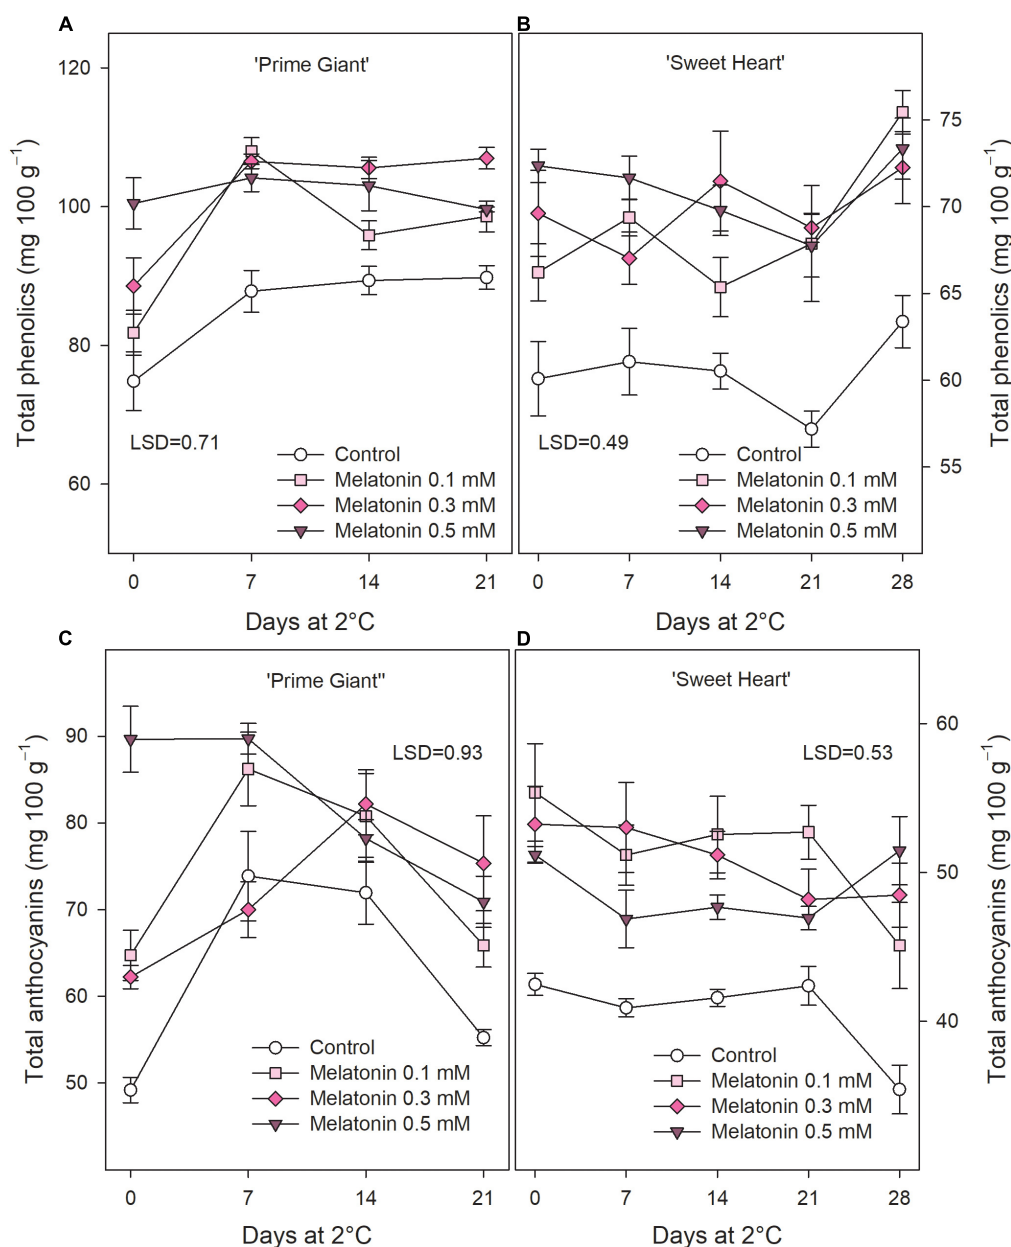 A
'Prime Giant'
Total phenolics (mg 100 g⁻¹)
120
100
80
60
LSD=0.71
Control
Melatonin 0.1 mM
Melatonin 0.3 mM
Melatonin 0.5 mM
0 7 14 21
Days at 2°C
B
'Sweet Heart'
Total phenolics (mg 100 g⁻¹)
75
70
65
60
55
LSD=0.49
Control
Melatonin 0.1 mM
Melatonin 0.3 mM
Melatonin 0.5 mM
0 7 14 21 28
Days at 2°C
C
'Prime Giant''
Total anthocyanins (mg 100 g⁻¹)
90
80
70
60
50
LSD=0.93
Control
Melatonin 0.1 mM
Melatonin 0.3 mM
Melatonin 0.5 mM
0 7 14 21
Days at 2°C
D
'Sweet Heart'
Total anthocyanins (mg 100 g⁻¹)
60
50
40
LSD=0.53
Control
Melatonin 0.1 mM
Melatonin 0.3 mM
Melatonin 0.5 mM
0 7 14 21 28
Days at 2°C